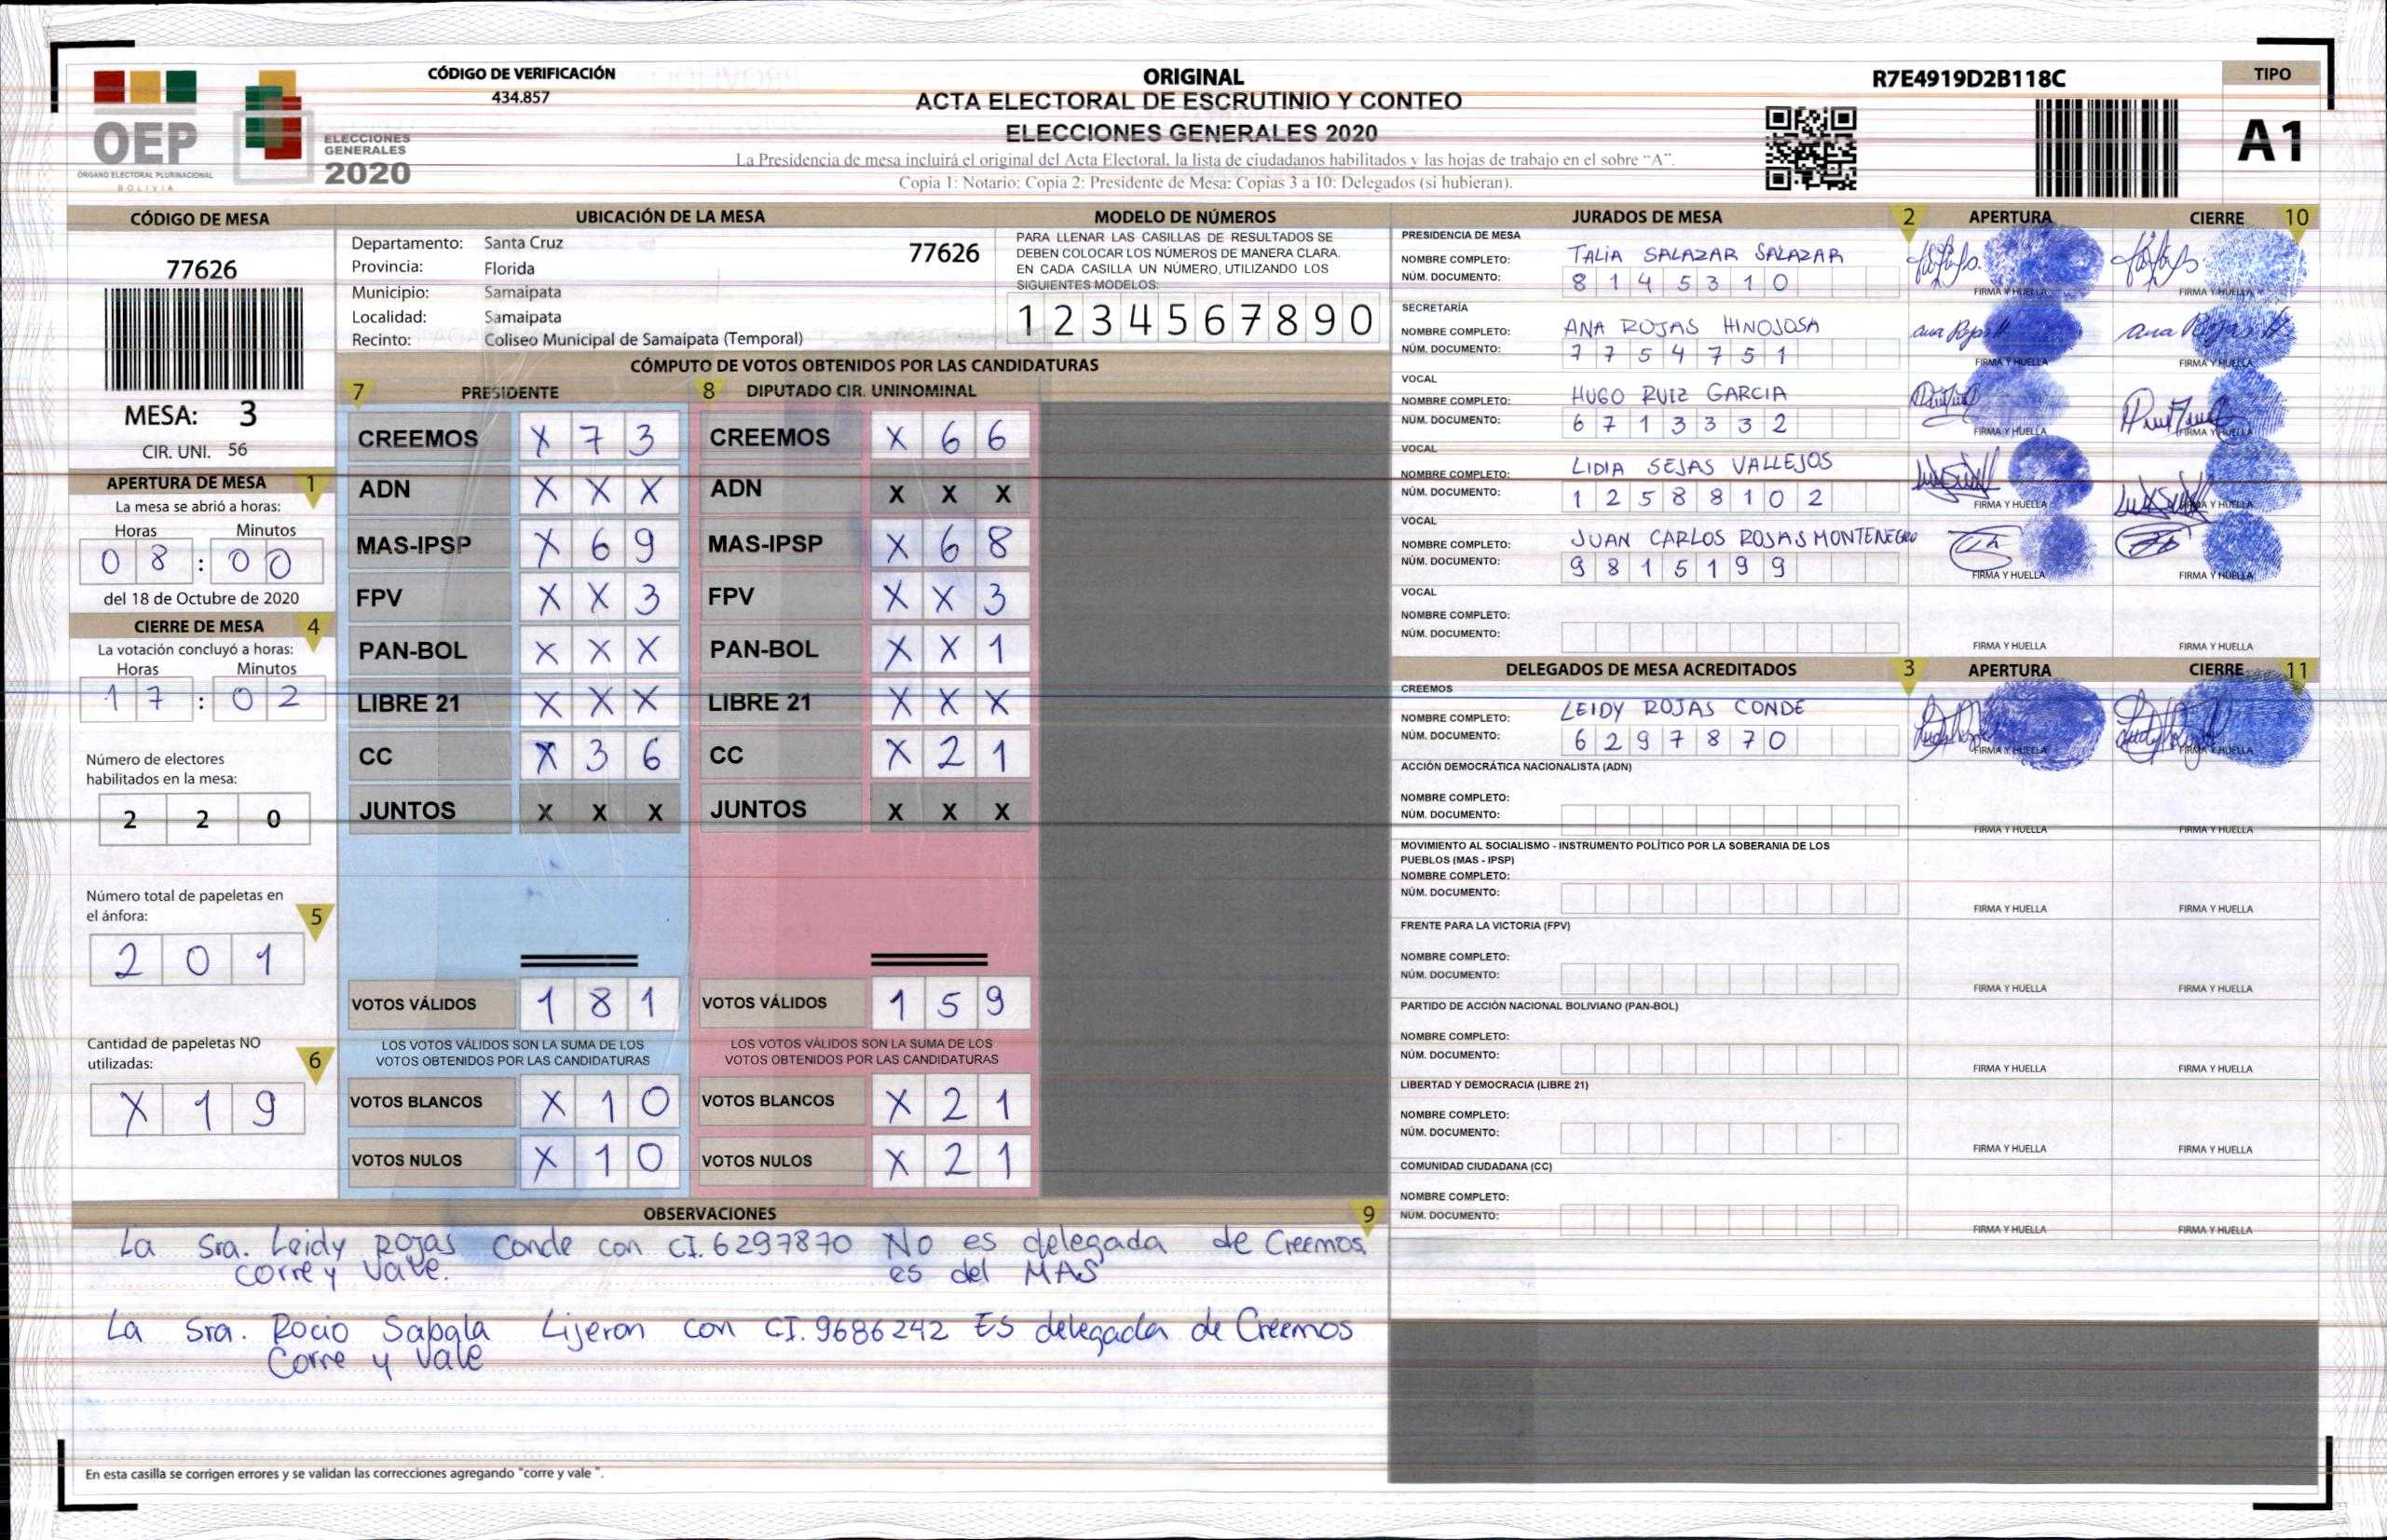 CÓDIGO DE VERIFICACIÓN
434.857
OEP
ÓRGANO ELECTORAL PLURINACIONAL
BOLIVIA
ELECCIONES
GENERALES
2020
ORIGINAL
ACTA ELECTORAL DE ESCRUTINIO Y CONTEO
ELECCIONES GENERALES 2020
La Presidencia de mesa incluirá el original del Acta Electoral, la lista de ciudadanos habilitados y las hojas de trabajo en el sobre "A".
Copia 1: Notario; Copia 2: Presidente de Mesa; Copias 3 a 10: Delegados (si hubieran).
R7E4919D2B118C
TIPO
A1
CÓDIGO DE MESA
77626
MESA: 3
CIR. UNI. 56
APERTURA DE MESA 1
La mesa se abrió a horas:
Horas Minutos
0 8 : 0 0
del 18 de Octubre de 2020
CIERRE DE MESA 4
La votación concluyó a horas:
Horas Minutos
1 7 : 0 2
Número de electores
habilitados en la mesa:
2 2 0
Número total de papeletas en
el ánfora: 5
2 0 1
Cantidad de papeletas NO
utilizadas: 6
X 1 9
UBICACIÓN DE LA MESA
Departamento: Santa Cruz 77626
Provincia: Florida
Municipio: Samaipata
Localidad: Samaipata
Recinto: Coliseo Municipal de Samaipata (Temporal)
MODELO DE NÚMEROS
PARA LLENAR LAS CASILLAS DE RESULTADOS SE
DEBEN COLOCAR LOS NÚMEROS DE MANERA CLARA.
EN CADA CASILLA UN NÚMERO, UTILIZANDO LOS
SIGUIENTES MODELOS:
1 2 3 4 5 6 7 8 9 0
CÓMPUTO DE VOTOS OBTENIDOS POR LAS CANDIDATURAS
7 PRESIDENTE 8 DIPUTADO CIR. UNINOMINAL
CREEMOS X 7 3 CREEMOS X 6 6
ADN X X X ADN X X X
MAS-IPSP X 6 9 MAS-IPSP X 6 8
FPV X X 3 FPV X X 3
PAN-BOL X X X PAN-BOL X X 1
LIBRE 21 X X X LIBRE 21 X X X
CC X 3 6 CC X 2 1
JUNTOS X X X JUNTOS X X X
VOTOS VÁLIDOS 1 8 1 VOTOS VÁLIDOS 1 5 9
LOS VOTOS VÁLIDOS SON LA SUMA DE LOS LOS VOTOS VÁLIDOS SON LA SUMA DE LOS
VOTOS OBTENIDOS POR LAS CANDIDATURAS VOTOS OBTENIDOS POR LAS CANDIDATURAS
VOTOS BLANCOS X 1 0 VOTOS BLANCOS X 2 1
VOTOS NULOS X 1 0 VOTOS NULOS X 2 1
JURADOS DE MESA 2 APERTURA CIERRE 10
PRESIDENCIA DE MESA
NOMBRE COMPLETO: TALIA SALAZAR SALAZAR
NÚM. DOCUMENTO: 8 1 4 5 3 1 0
FIRMA Y HUELLA FIRMA Y HUELLA
SECRETARÍA
NOMBRE COMPLETO: ANA ROJAS HINOJOSA
NÚM. DOCUMENTO: 7 7 5 4 7 5 1
FIRMA Y HUELLA FIRMA Y HUELLA
VOCAL
NOMBRE COMPLETO: HUGO RUIZ GARCIA
NÚM. DOCUMENTO: 6 7 1 3 3 3 2
FIRMA Y HUELLA FIRMA Y HUELLA
VOCAL
NOMBRE COMPLETO: LIDIA SEJAS VALLEJOS
NÚM. DOCUMENTO: 1 2 5 8 8 1 0 2
FIRMA Y HUELLA FIRMA Y HUELLA
VOCAL
NOMBRE COMPLETO: JUAN CARLOS ROJAS MONTENEGRO
NÚM. DOCUMENTO: 9 8 1 5 1 9 9
FIRMA Y HUELLA FIRMA Y HUELLA
VOCAL
NOMBRE COMPLETO:
NÚM. DOCUMENTO:
FIRMA Y HUELLA FIRMA Y HUELLA
DELEGADOS DE MESA ACREDITADOS 3 APERTURA CIERRE 11
CREEMOS
NOMBRE COMPLETO: LEIDY ROJAS CONDE
NÚM. DOCUMENTO: 6 2 9 7 8 7 0
FIRMA Y HUELLA FIRMA Y HUELLA
ACCIÓN DEMOCRÁTICA NACIONALISTA (ADN)
NOMBRE COMPLETO:
NÚM. DOCUMENTO:
FIRMA Y HUELLA FIRMA Y HUELLA
MOVIMIENTO AL SOCIALISMO - INSTRUMENTO POLÍTICO POR LA SOBERANIA DE LOS
PUEBLOS (MAS - IPSP)
NOMBRE COMPLETO:
NÚM. DOCUMENTO:
FIRMA Y HUELLA FIRMA Y HUELLA
FRENTE PARA LA VICTORIA (FPV)
NOMBRE COMPLETO:
NÚM. DOCUMENTO:
FIRMA Y HUELLA FIRMA Y HUELLA
PARTIDO DE ACCIÓN NACIONAL BOLIVIANO (PAN-BOL)
NOMBRE COMPLETO:
NÚM. DOCUMENTO:
FIRMA Y HUELLA FIRMA Y HUELLA
LIBERTAD Y DEMOCRACIA (LIBRE 21)
NOMBRE COMPLETO:
NÚM. DOCUMENTO:
FIRMA Y HUELLA FIRMA Y HUELLA
COMUNIDAD CIUDADANA (CC)
NOMBRE COMPLETO:
NÚM. DOCUMENTO:
FIRMA Y HUELLA FIRMA Y HUELLA
OBSERVACIONES 9
La Sra. Leidy Rojas Conde con CI. 6297870 No es delegada de Creemos
corre y vale. es del MAS
La Sra. Rocio Sabala Lijeron con CI. 9686242 ES delegada de Creemos
Corre y Vale
En esta casilla se corrigen errores y se validan las correcciones agregando "corre y vale ".